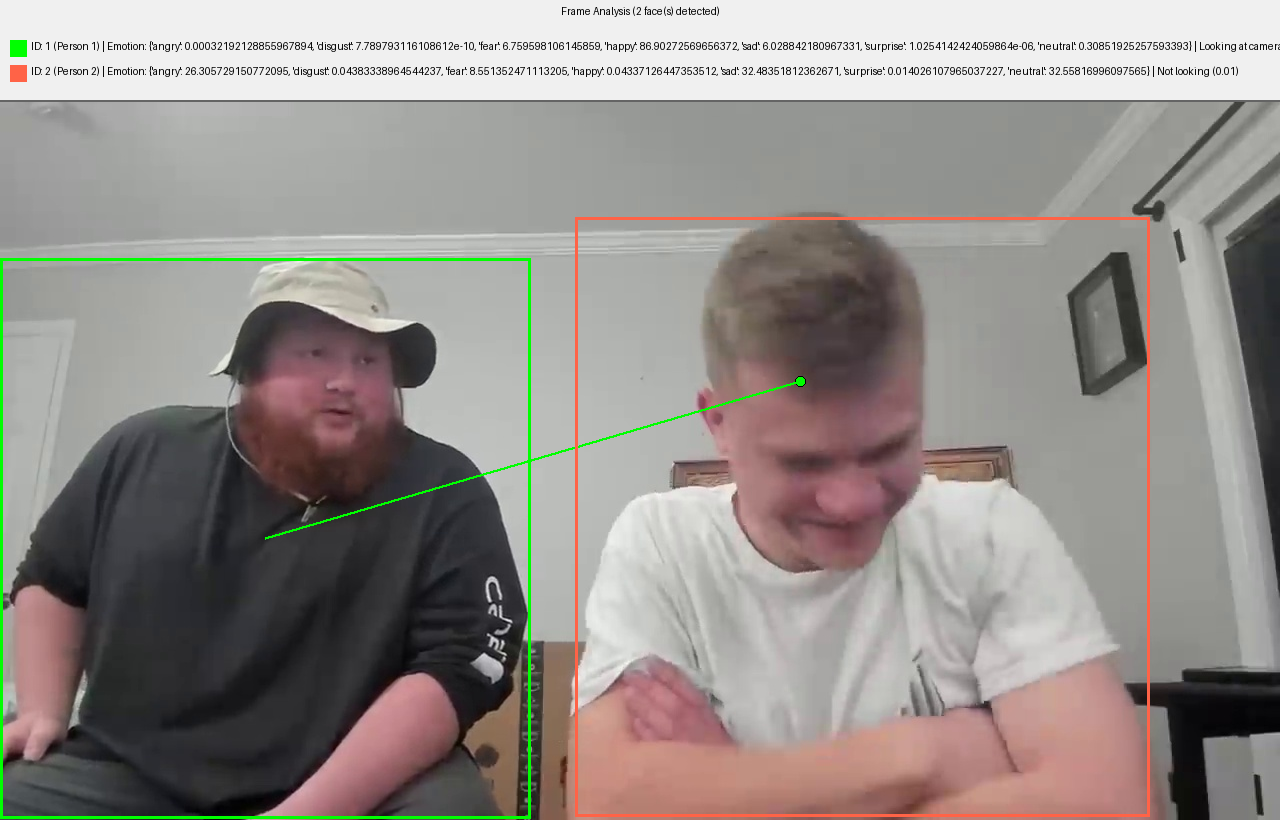 Frame Analysis (2 face(s) detected)
ID: 1 (Person 1) | Emotion: {'angry': 0.00032192128855967894, 'disgust': 7.789793116108612e-10, 'fear': 6.759598106145859, 'happy': 86.90272569656372, 'sad': 6.028842180967331, 'surprise': 1.0254142424059864e-06, 'neutral': 0.30851925257593393} | Looking at camera
ID: 2 (Person 2) | Emotion: {'angry': 26.305729150772095, 'disgust': 0.04383338964544237, 'fear': 8.551352471113205, 'happy': 0.04337126447353512, 'sad': 32.48351812362671, 'surprise': 0.014026107965037227, 'neutral': 32.55816996097565} | Not looking (0.01)